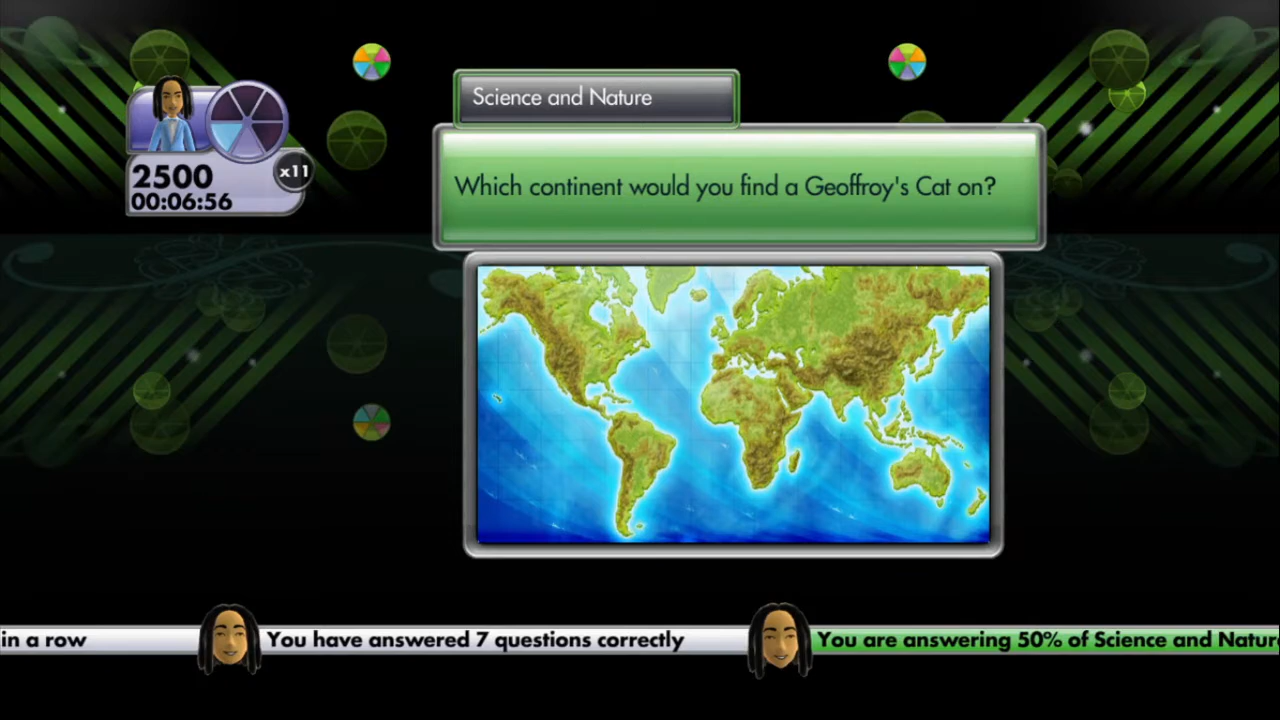 Science and Nature
Which continent would you find a Geoffroy's Cat on?
2500
x11
00:06:56
in a row
You have answered 7 questions correctly
You are answering 50% of Science and Natur